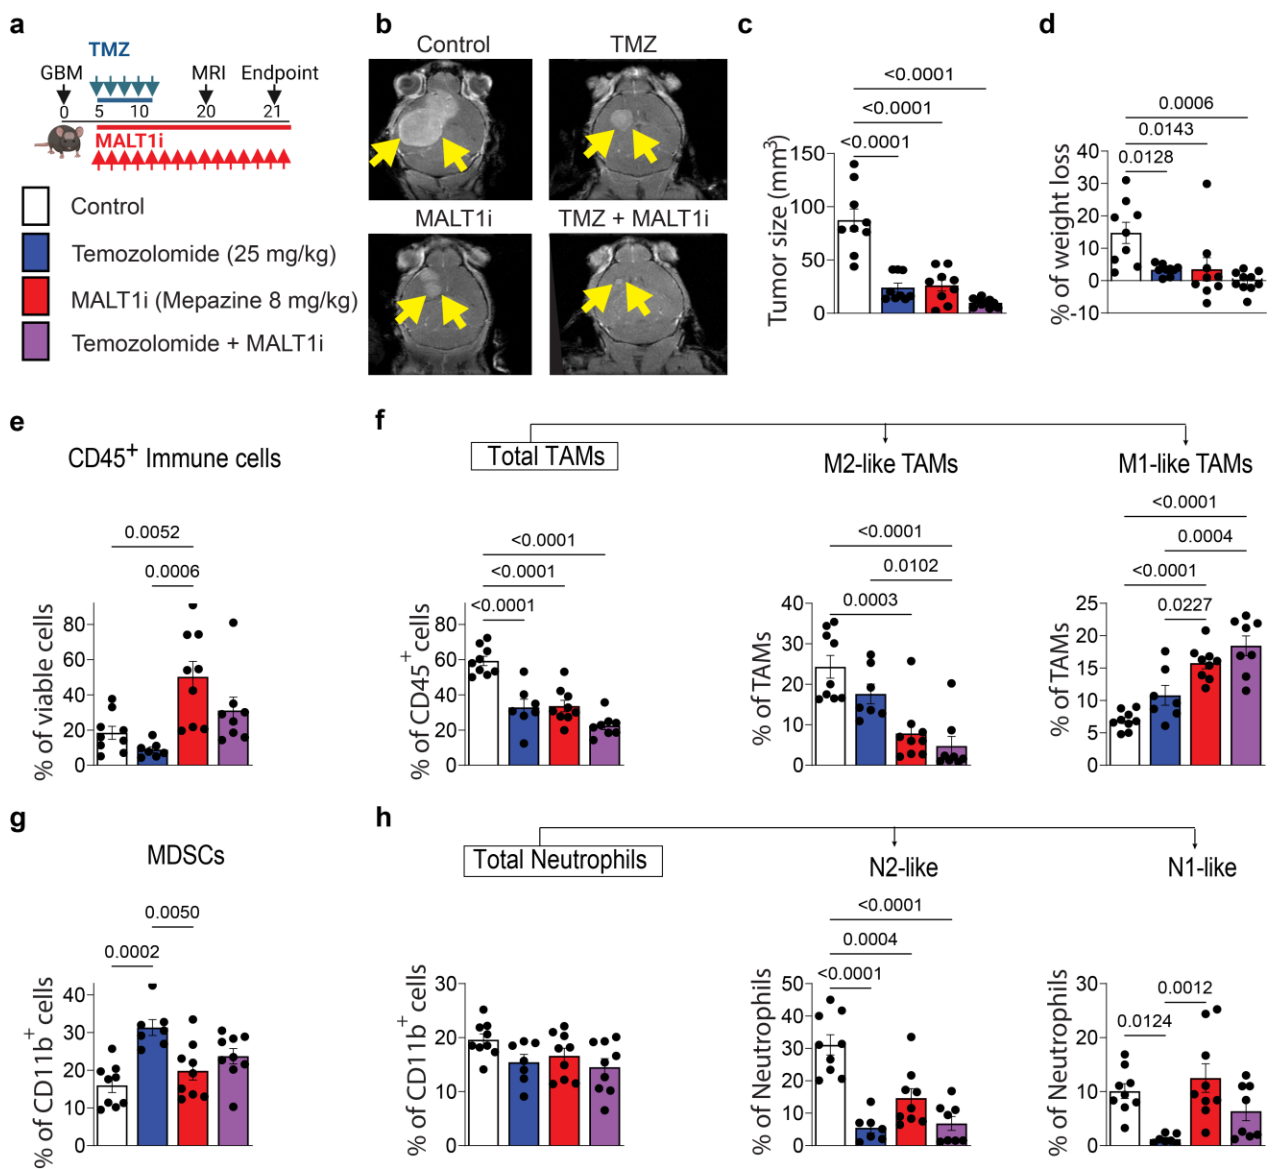 a
TMZ
GBM
MRI
Endpoint
0
5
10
20
21
MALT1i
Control
Temozolomide (25 mg/kg)
MALT1i (Mepazine 8 mg/kg)
Temozolomide + MALT1i
b
Control
TMZ
MALT1i
TMZ + MALT1i
c
<0.0001
<0.0001
<0.0001
150
100
50
0
Tumor size (mm³)
d
0.0006
0.0143
0.0128
40
30
20
10
0
-10
% of weight loss
e
CD45⁺ Immune cells
0.0052
0.0006
80
60
40
20
0
% of viable cells
f
Total TAMs
M2-like TAMs
M1-like TAMs
<0.0001
<0.0001
<0.0001
80
60
40
20
0
% of CD45⁺ cells
<0.0001
0.0102
0.0003
40
30
20
10
0
% of TAMs
<0.0001
0.0004
<0.0001
0.0227
25
20
15
10
5
0
% of TAMs
g
MDSCs
0.0050
0.0002
40
30
20
10
0
% of CD11b⁺ cells
h
Total Neutrophils
N2-like
N1-like
30
20
10
0
% of CD11b⁺ cells
<0.0001
0.0004
<0.0001
50
40
30
20
10
0
% of Neutrophils
0.0012
0.0124
30
20
10
0
% of Neutrophils